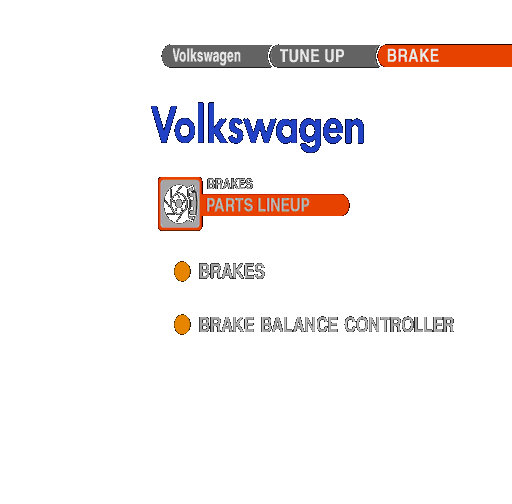 Volkswagen TUNE UP BRAKE
Volkswagen
BRAKES
PARTS LINEUP
BRAKES
BRAKE BALANCE CONTROLLER